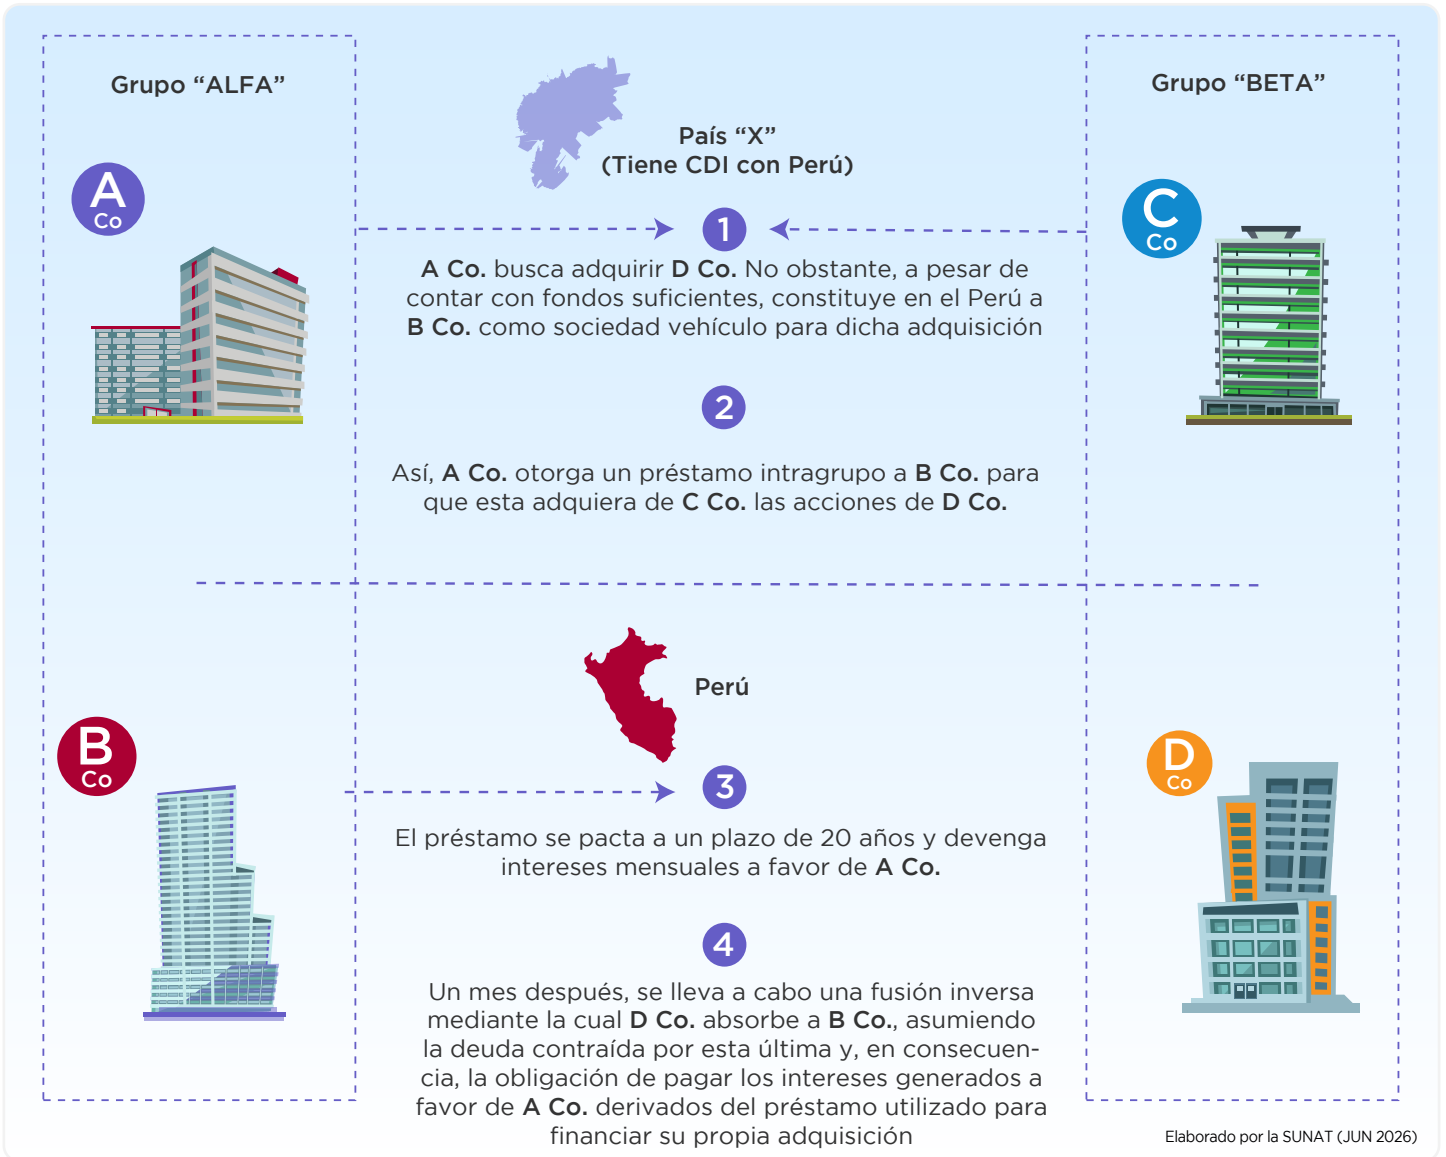 Grupo “ALFA”
Grupo “BETA”
País “X”
(Tiene CDI con Perú)
A
Co
C
Co
1
A Co. busca adquirir D Co. No obstante, a pesar de
contar con fondos suficientes, constituye en el Perú a
B Co. como sociedad vehículo para dicha adquisición
2
Así, A Co. otorga un préstamo intragrupo a B Co. para
que esta adquiera de C Co. las acciones de D Co.
Perú
B
Co
D
Co
3
El préstamo se pacta a un plazo de 20 años y devenga
intereses mensuales a favor de A Co.
4
Un mes después, se lleva a cabo una fusión inversa
mediante la cual D Co. absorbe a B Co., asumiendo
la deuda contraída por esta última y, en consecuen-
cia, la obligación de pagar los intereses generados a
favor de A Co. derivados del préstamo utilizado para
financiar su propia adquisición
Elaborado por la SUNAT (JUN 2026)